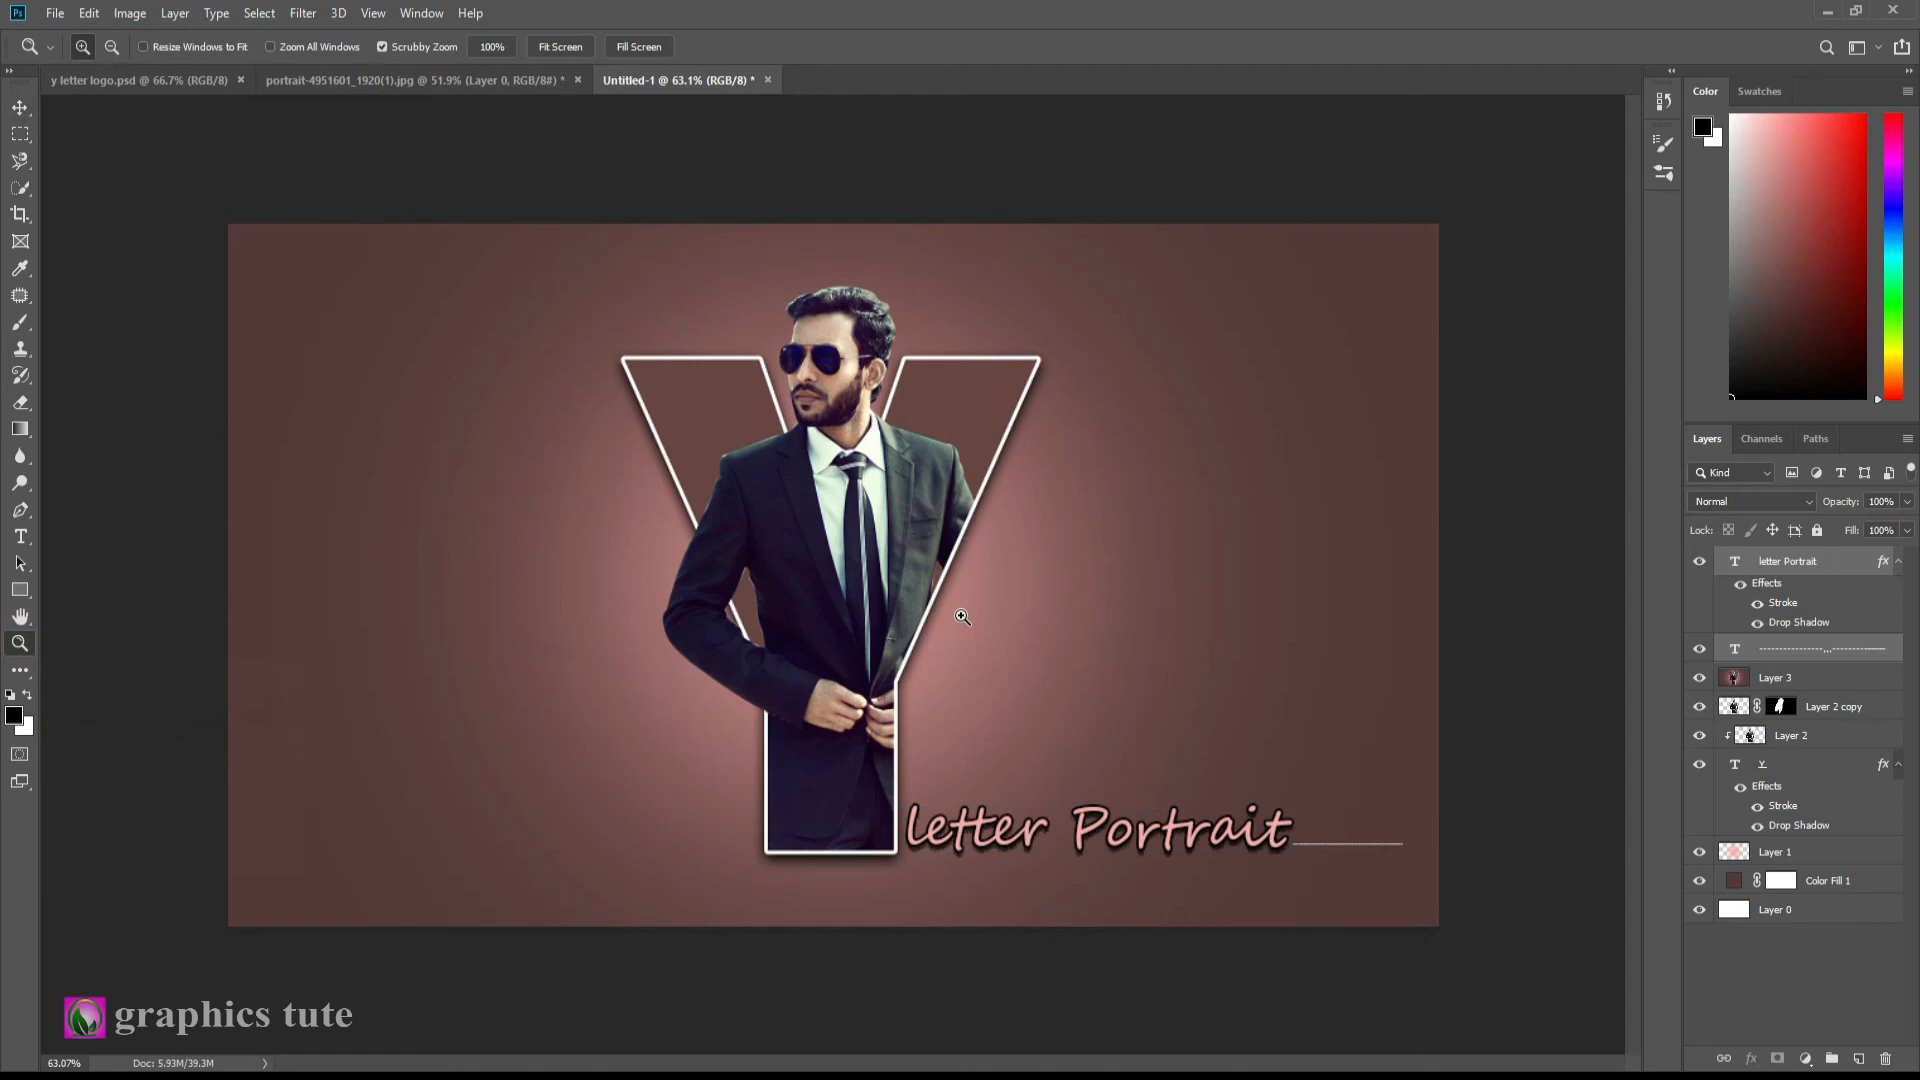 Ps File Edit Image Layer Type Select Filter 3D View Window Help
Resize Windows to Fit Zoom All Windows Scrubby Zoom 100% Fit Screen Fill Screen
y letter logo.psd @ 66.7% (RGB/8) × portrait-4951601_1920(1).jpg @ 51.9% (Layer 0, RGB/8#) * × Untitled-1 @ 63.1% (RGB/8) * ×
Color Swatches
Layers Channels Paths
Kind
Normal Opacity: 100%
Lock: Fill: 100%
T letter Portrait fx
Effects
Stroke
Drop Shadow
T ----------------...-------------
Layer 3
Layer 2 copy
Layer 2
T Y fx
Effects
Stroke
Drop Shadow
Layer 1
Color Fill 1
Layer 0
Y
letter Portrait
graphics tute
63.07% Doc: 5.93M/39.3M